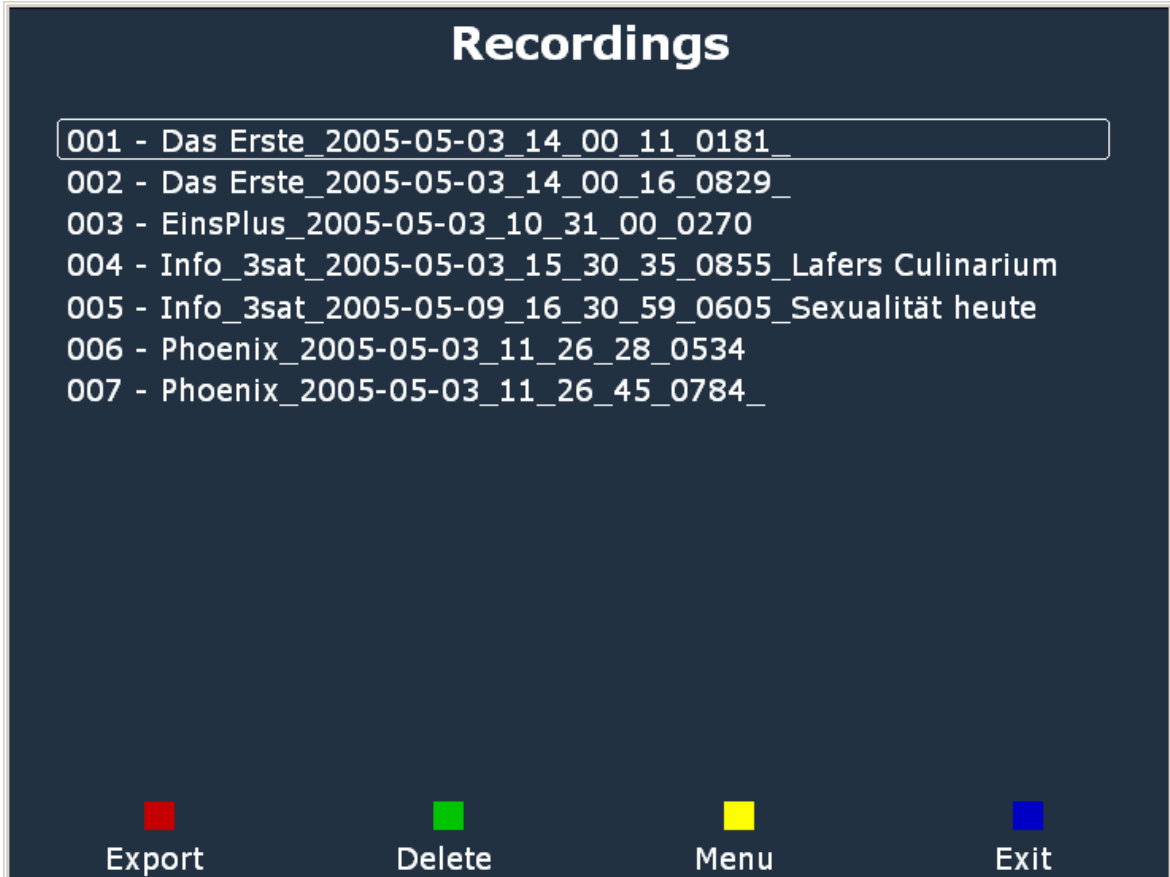 Recordings
001 - Das Erste_2005-05-03_14_00_11_0181_
002 - Das Erste_2005-05-03_14_00_16_0829_
003 - EinsPlus_2005-05-03_10_31_00_0270
004 - Info_3sat_2005-05-03_15_30_35_0855_Lafers Culinarium
005 - Info_3sat_2005-05-09_16_30_59_0605_Sexualität heute
006 - Phoenix_2005-05-03_11_26_28_0534
007 - Phoenix_2005-05-03_11_26_45_0784_
Export Delete Menu Exit